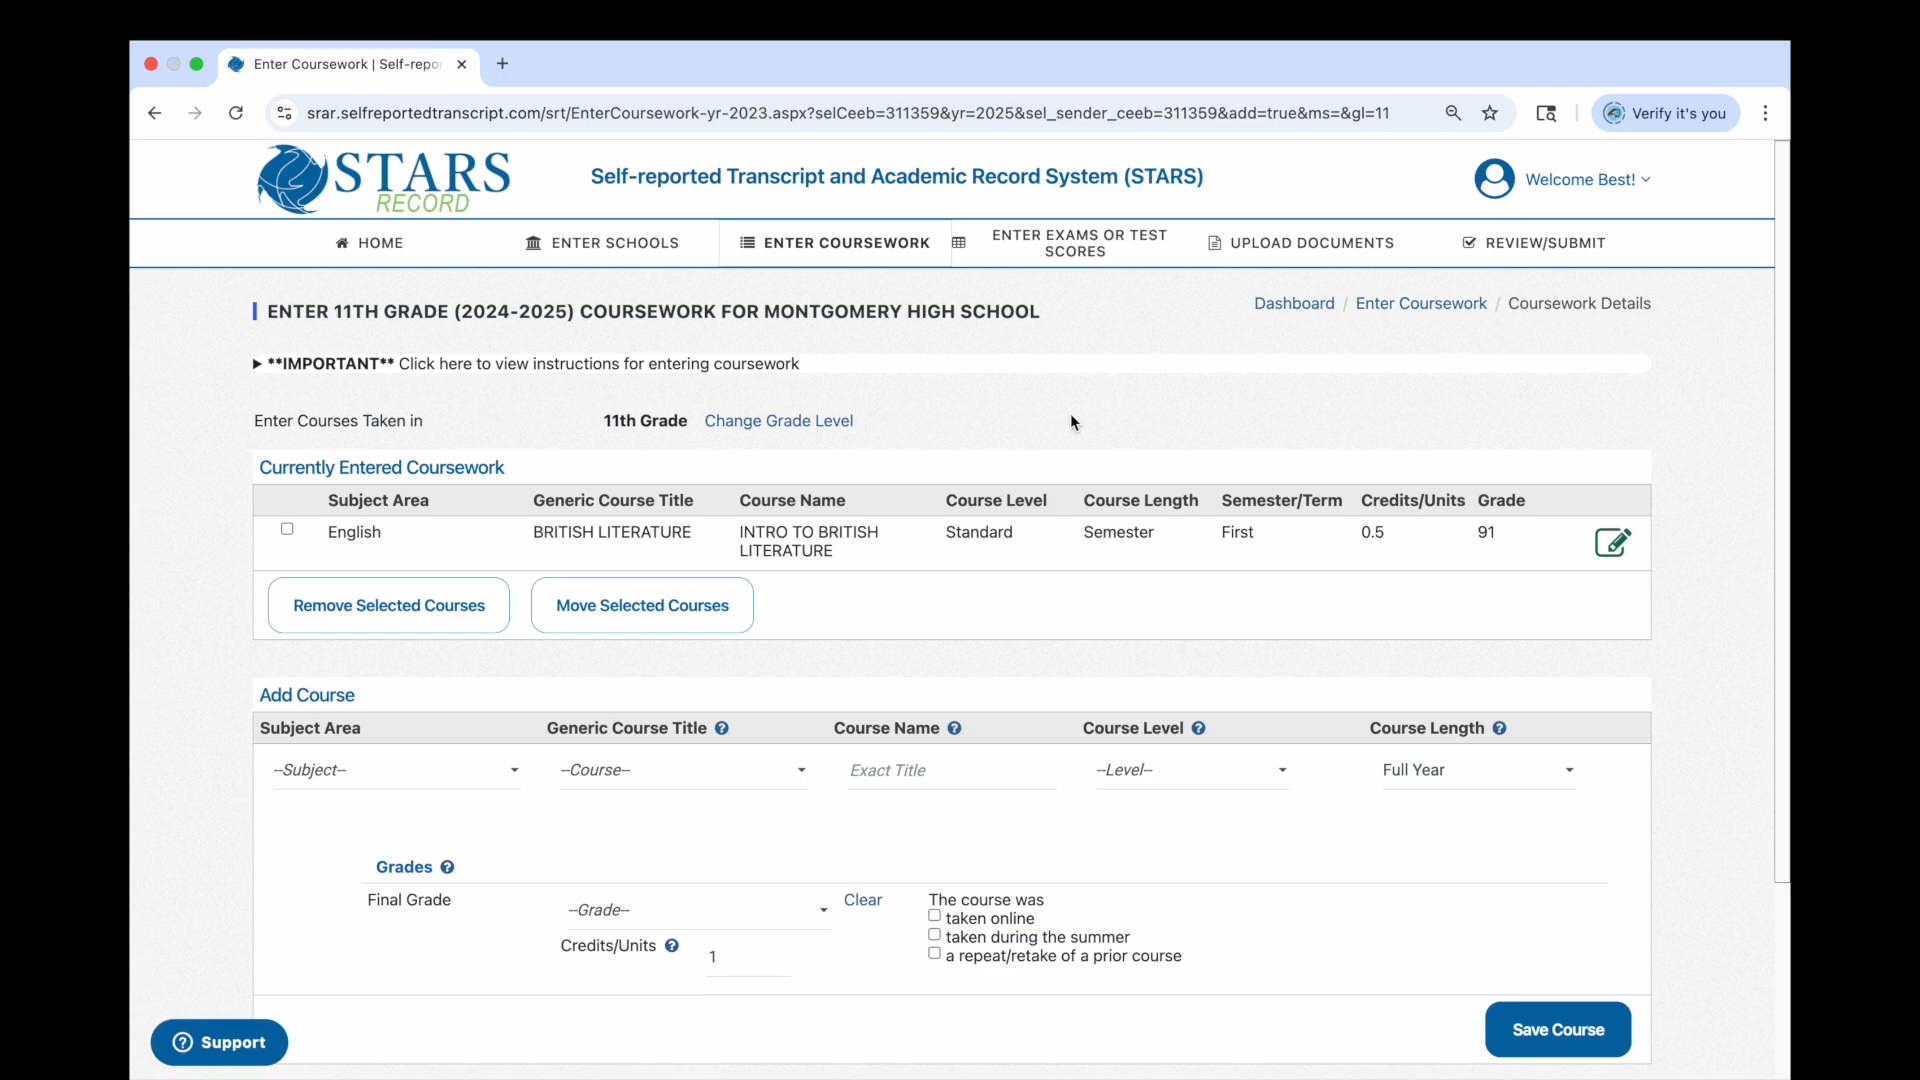 Enter Coursework | Self-repor
srar.selfreportedtranscript.com/srt/EnterCoursework-yr-2023.aspx?selCeeb=311359&yr=2025&sel_sender_ceeb=311359&add=true&ms=&gl=11
Verify it's you
STARS
RECORD
Self-reported Transcript and Academic Record System (STARS)
Welcome Best!
HOME
ENTER SCHOOLS
ENTER COURSEWORK
ENTER EXAMS OR TEST
SCORES
UPLOAD DOCUMENTS
REVIEW/SUBMIT
ENTER 11TH GRADE (2024-2025) COURSEWORK FOR MONTGOMERY HIGH SCHOOL
Dashboard / Enter Coursework / Coursework Details
**IMPORTANT** Click here to view instructions for entering coursework
Enter Courses Taken in 11th Grade Change Grade Level
Currently Entered Coursework
Subject Area Generic Course Title Course Name Course Level Course Length Semester/Term Credits/Units Grade
English BRITISH LITERATURE INTRO TO BRITISH Standard Semester First 0.5 91
LITERATURE
Remove Selected Courses Move Selected Courses
Add Course
Subject Area Generic Course Title ? Course Name ? Course Level ? Course Length ?
--Subject-- --Course-- Exact Title --Level-- Full Year
Grades ?
Final Grade --Grade-- Clear The course was
taken online
taken during the summer
Credits/Units ? 1 a repeat/retake of a prior course
? Support
Save Course